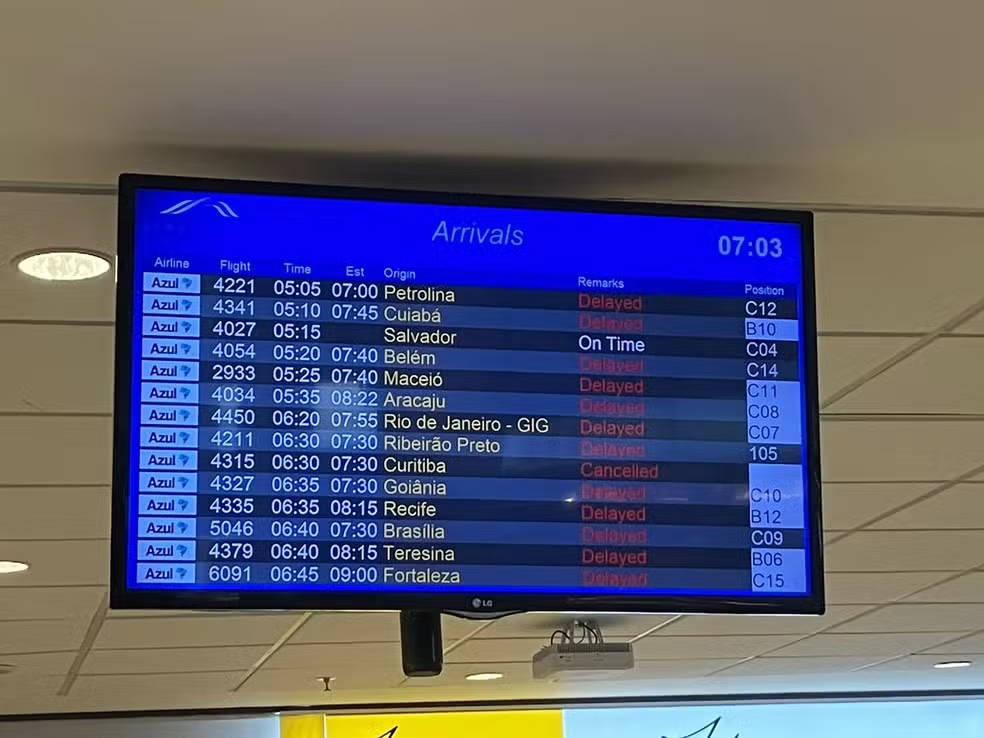 Arrivals
07:03
Airline Flight Time Est Origin Remarks Position
Azul 4221 05:05 07:00 Petrolina Delayed C12
Azul 4341 05:10 07:45 Cuiabá Delayed B10
Azul 4027 05:15 Salvador On Time C04
Azul 4054 05:20 07:40 Belém Delayed C14
Azul 2933 05:25 07:40 Maceió Delayed C11
Azul 4034 05:35 08:22 Aracaju Delayed C08
Azul 4450 06:20 07:55 Rio de Janeiro - GIG Delayed C07
Azul 4211 06:30 07:30 Ribeirão Preto Delayed 105
Azul 4315 06:30 07:30 Curitiba Cancelled
Azul 4327 06:35 07:30 Goiânia Delayed C10
Azul 4335 06:35 08:15 Recife Delayed B12
Azul 5046 06:40 07:30 Brasília Delayed C09
Azul 4379 06:40 08:15 Teresina Delayed B06
Azul 6091 06:45 09:00 Fortaleza Delayed C15
LG